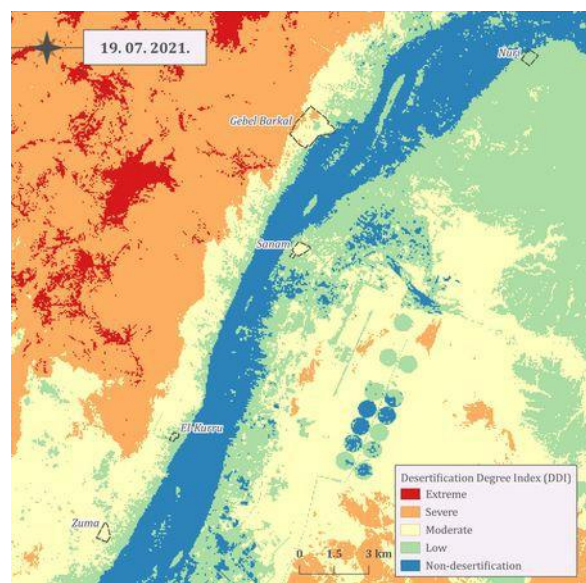 19. 07. 2021.
Nuri
Gebel Barkal
Sanam
El-Kurru
Zuma
Desertification Degree Index (DDI)
Extreme
Severe
Moderate
Low
Non-desertification
0 1.5 3 km